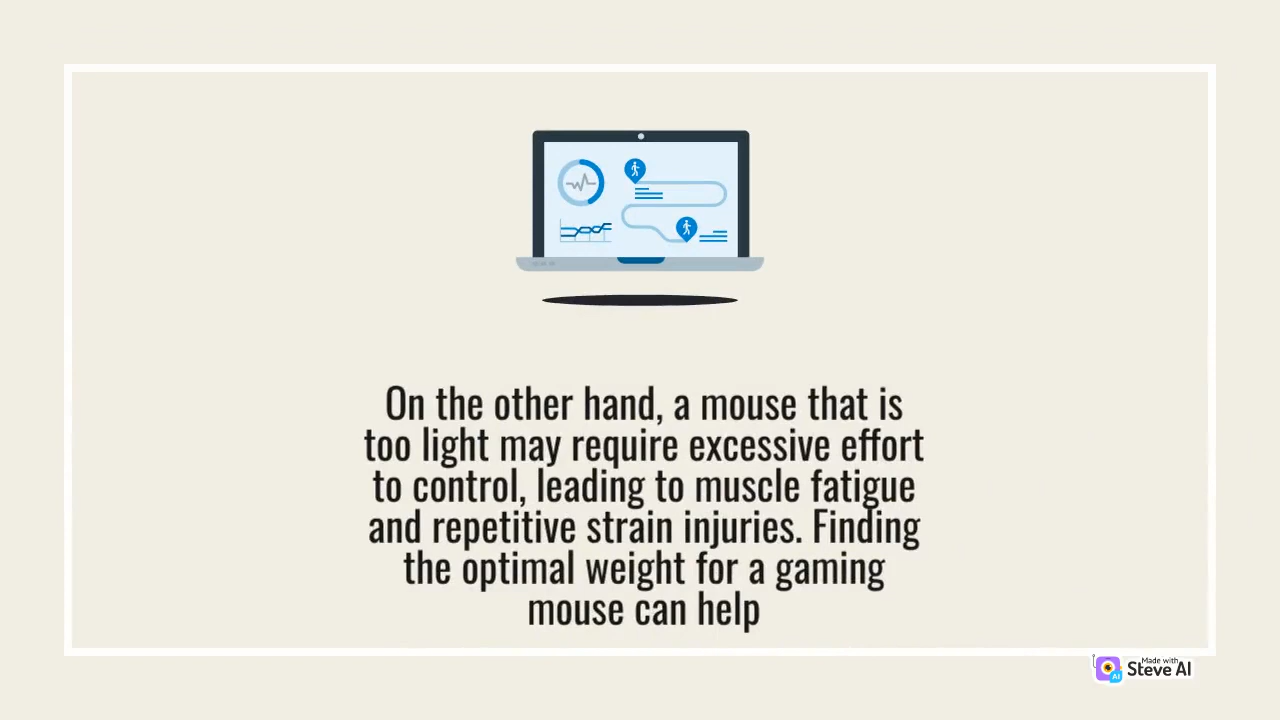 On the other hand, a mouse that is
too light may require excessive effort
to control, leading to muscle fatigue
and repetitive strain injuries. Finding
the optimal weight for a gaming
mouse can help
Made with
Steve AI
AI